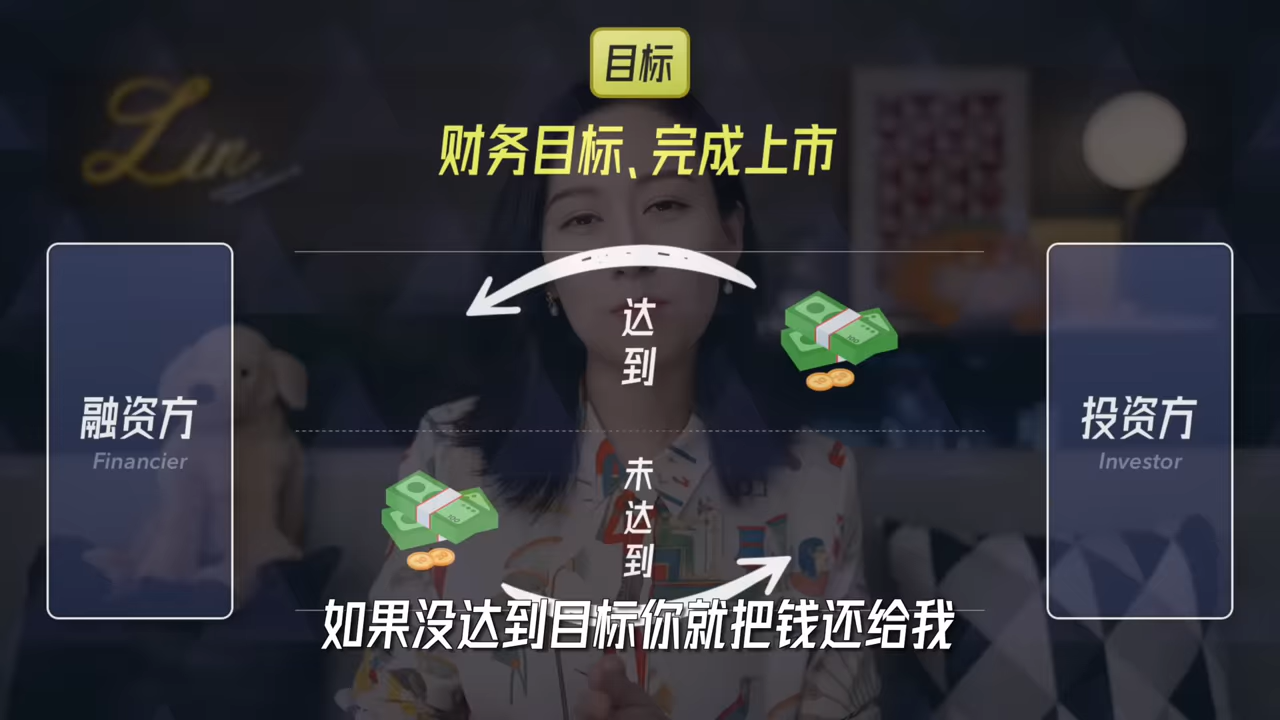 Lin
目标
财务目标、完成上市
达到
融资方
Financier
投资方
Investor
未达到
如果没达到目标你就把钱还给我